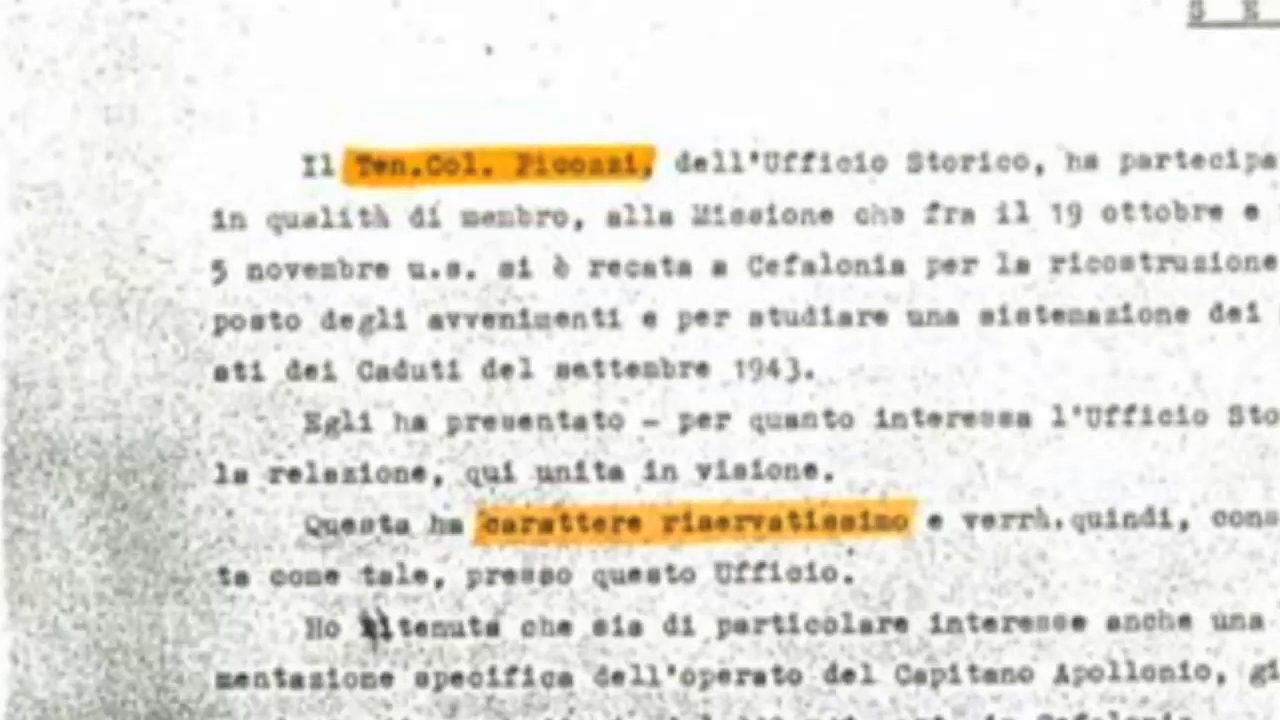 Il Ten.Col. Picozzi, dell'Ufficio Storico, ha partecipa
in qualità di membro, alla Missione che fra il 19 ottobre e
5 novembre u.s. si è recata a Cefalonia per la ricostruzione
posto degli avvenimenti e per studiare una sistemazione dei
sti dei Caduti del settembre 1943.
Egli ha presentato - per quanto interessa l'Ufficio Sto
la relazione, qui unita in visione.
Questa ha carattere riservatissimo e verrà, quindi, cons
ta come tale, presso questo Ufficio.
Ho ritenuta che sia di particolare interesse anche una
mentazione specifica dell'operato del Capitano Apollonio, gi